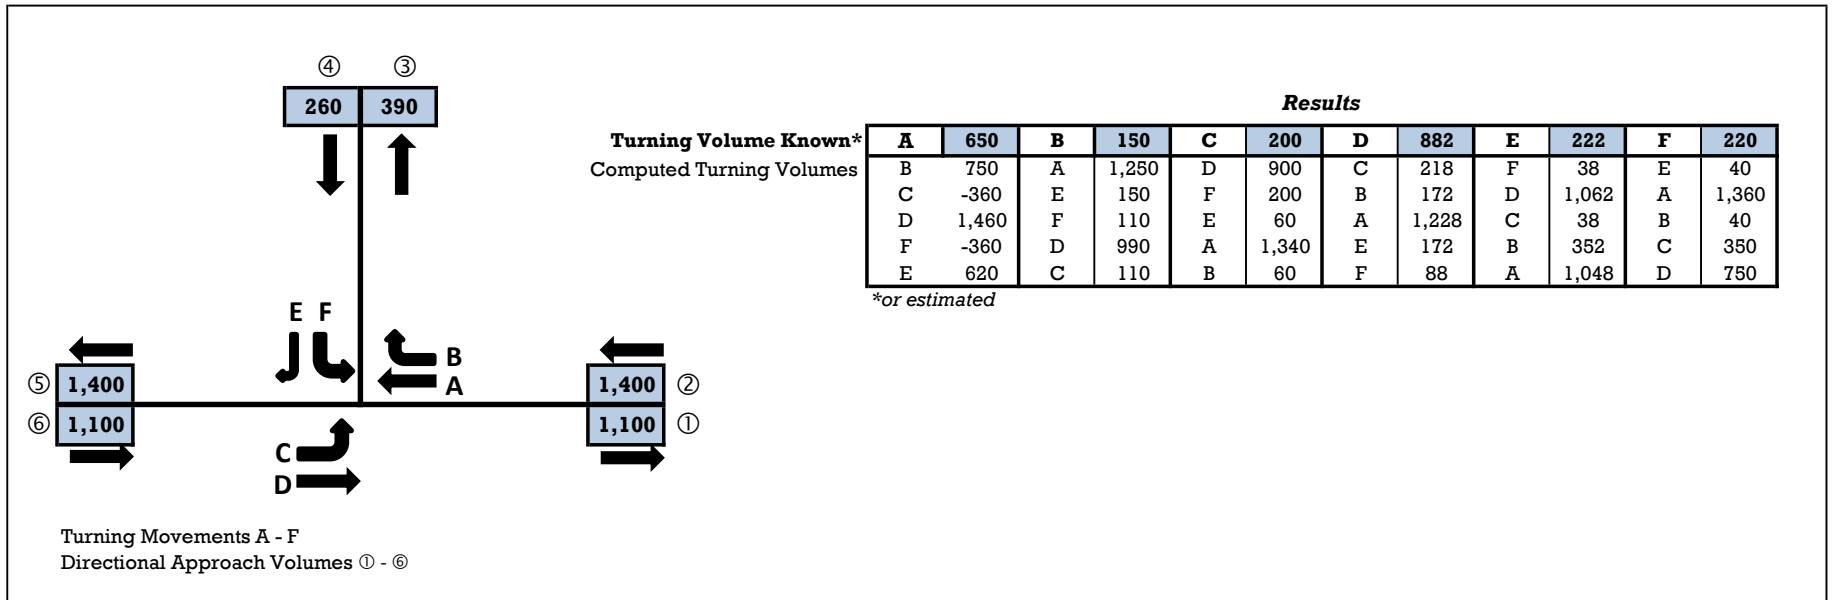 ④ ③
260 390
Results
Turning Volume Known* A 650 B 150 C 200 D 882 E 222 F 220
Computed Turning Volumes B 750 A 1,250 D 900 C 218 F 38 E 40
C -360 E 150 F 200 B 172 D 1,062 A 1,360
D 1,460 F 110 E 60 A 1,228 C 38 B 40
F -360 D 990 A 1,340 E 172 B 352 C 350
E 620 C 110 B 60 F 88 A 1,048 D 750
*or estimated
E F
B
A
⑤ 1,400 1,400 ②
⑥ 1,100 1,100 ①
C
D
Turning Movements A - F
Directional Approach Volumes ① - ⑥